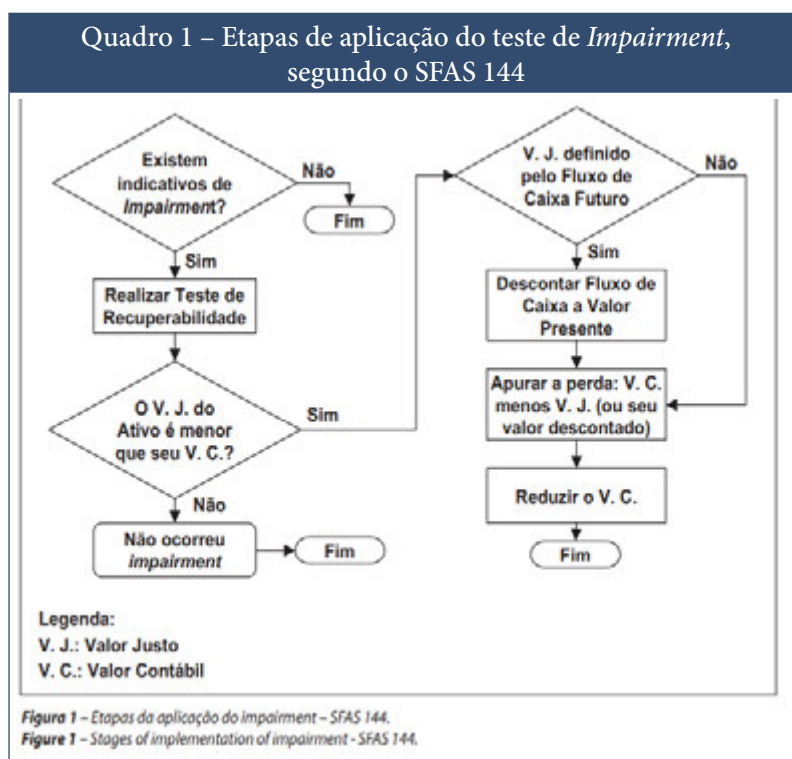 Quadro 1 – Etapas de aplicação do teste de Impairment,
segundo o SFAS 144
Existem
indicativos de
Impairment?
Não
Fim
Sim
Realizar Teste de
Recuperabilidade
O V. J. do
Ativo é menor
que seu V. C.?
Sim
Não
Não ocorreu
impairment
Fim
V. J. definido
pelo Fluxo de
Caixa Futuro
Não
Sim
Descontar Fluxo de
Caixa a Valor
Presente
Apurar a perda: V. C.
menos V. J. (ou seu
valor descontado)
Reduzir o V. C.
Fim
Legenda:
V. J.: Valor Justo
V. C.: Valor Contábil
Figura 1 – Etapas da aplicação do impairment – SFAS 144.
Figure 1 – Stages of implementation of impairment - SFAS 144.